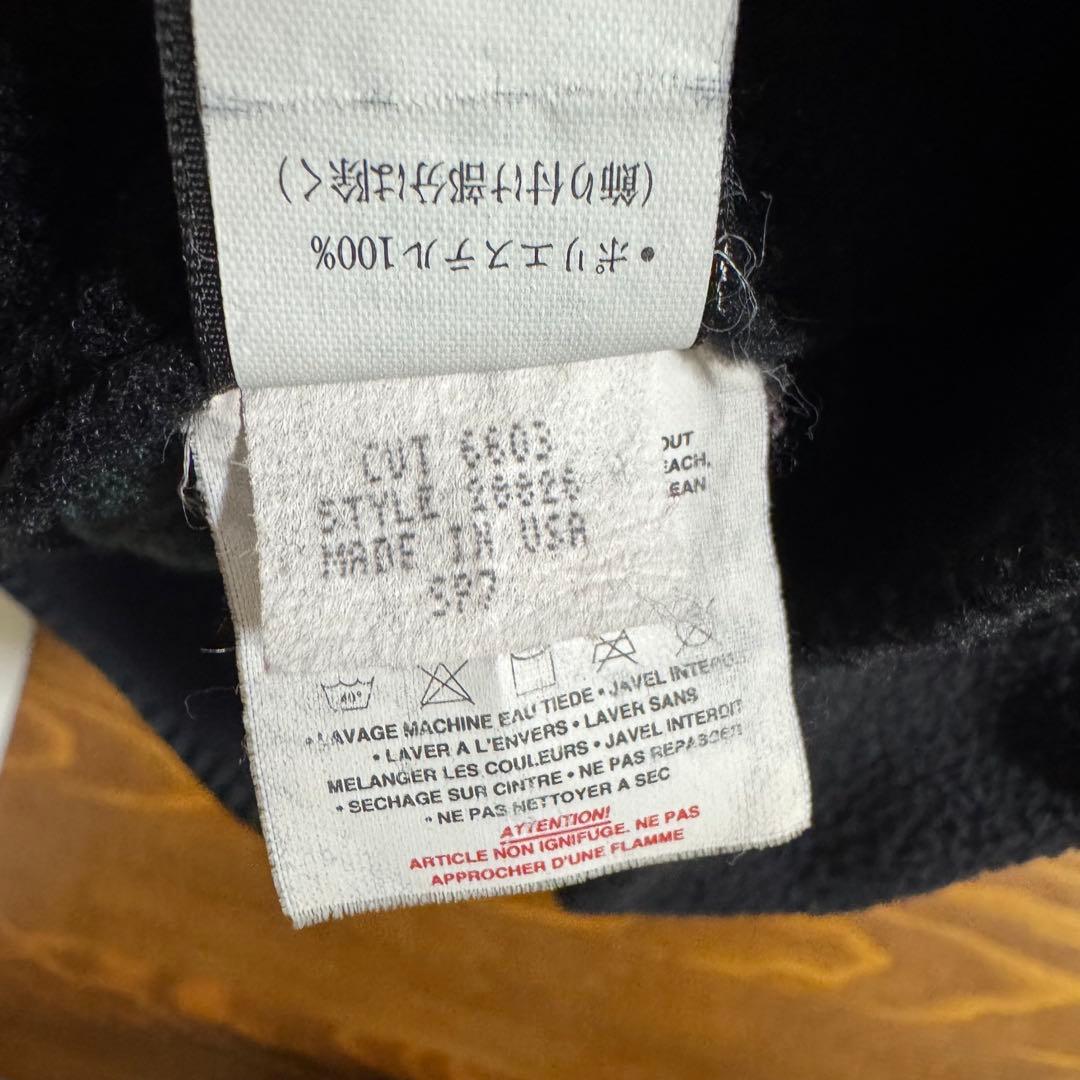 • ポリエステル100%
(飾り付け部分は除く)
CUT 6603
STYLE
MADE IN USA
OUT
EACH,
EAN
40°
• LAVAGE MACHINE EAU TIEDE • JAVEL INTERDIT
• LAVER A L'ENVERS • LAVER SANS
MELANGER LES COULEURS • JAVEL INTERDIT
• SECHAGE SUR CINTRE • NE PAS REPASSER
• NE PAS NETTOYER A SEC
ATTENTION!
ARTICLE NON IGNIFUGE. NE PAS
APPROCHER D'UNE FLAMME